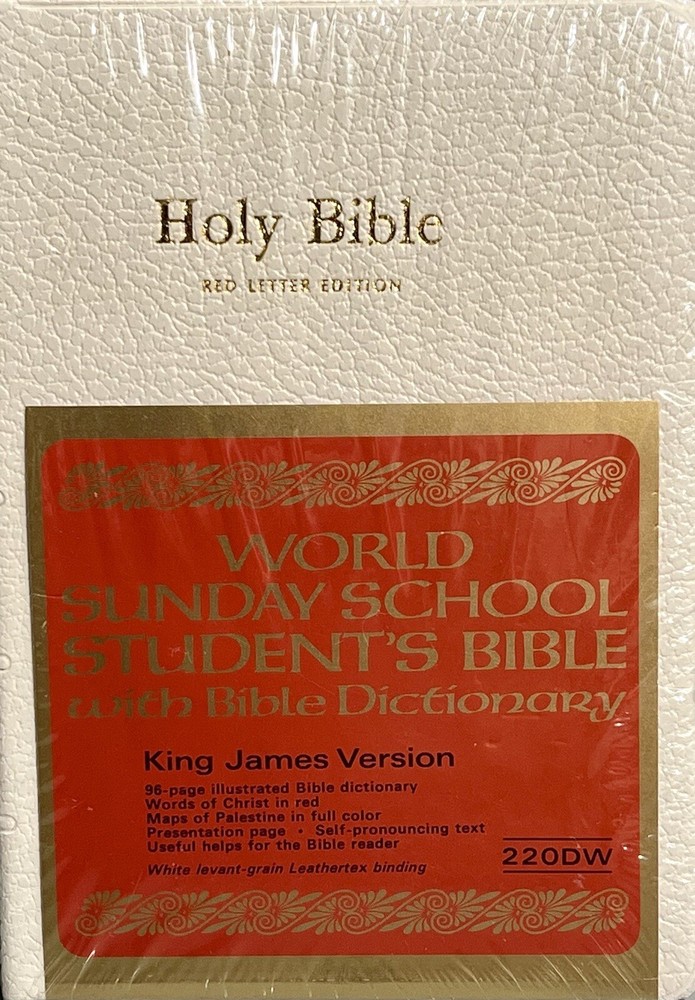 Holy Bible
RED LETTER EDITION
WORLD
SUNDAY SCHOOL
STUDENT'S BIBLE
with Bible Dictionary
King James Version
96-page illustrated Bible dictionary
Words of Christ in red
Maps of Palestine in full color
Presentation page • Self-pronouncing text
Useful helps for the Bible reader
White levant-grain Leathertex binding
220DW